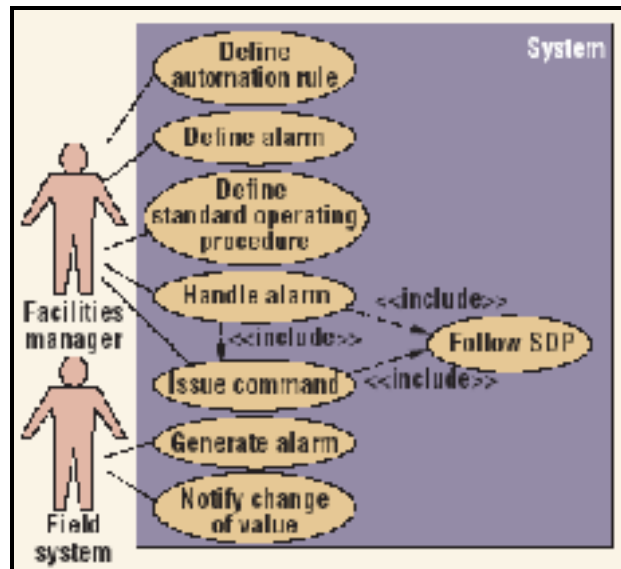 System
Define
automation rule
Define alarm
Define
standard operating
procedure
Handle alarm
<<include>>
Facilities
manager
<<include>>
Follow SOP
Issue command
<<include>>
Generate alarm
Notify change
of value
Field
system